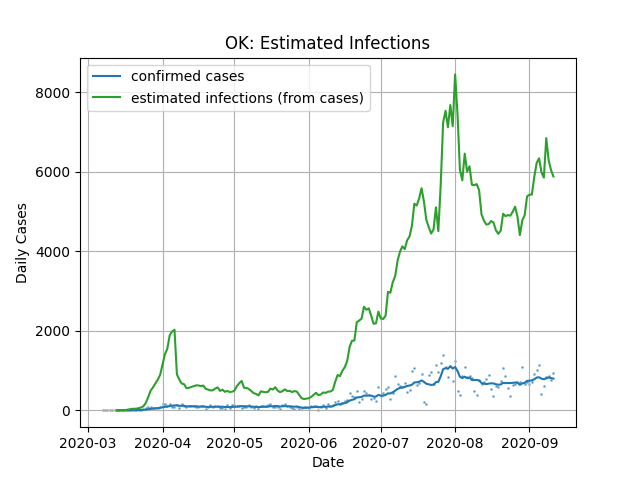 OK: Estimated Infections
confirmed cases
estimated infections (from cases)
Daily Cases
8000
6000
4000
2000
0
2020-03 2020-04 2020-05 2020-06 2020-07 2020-08 2020-09
Date